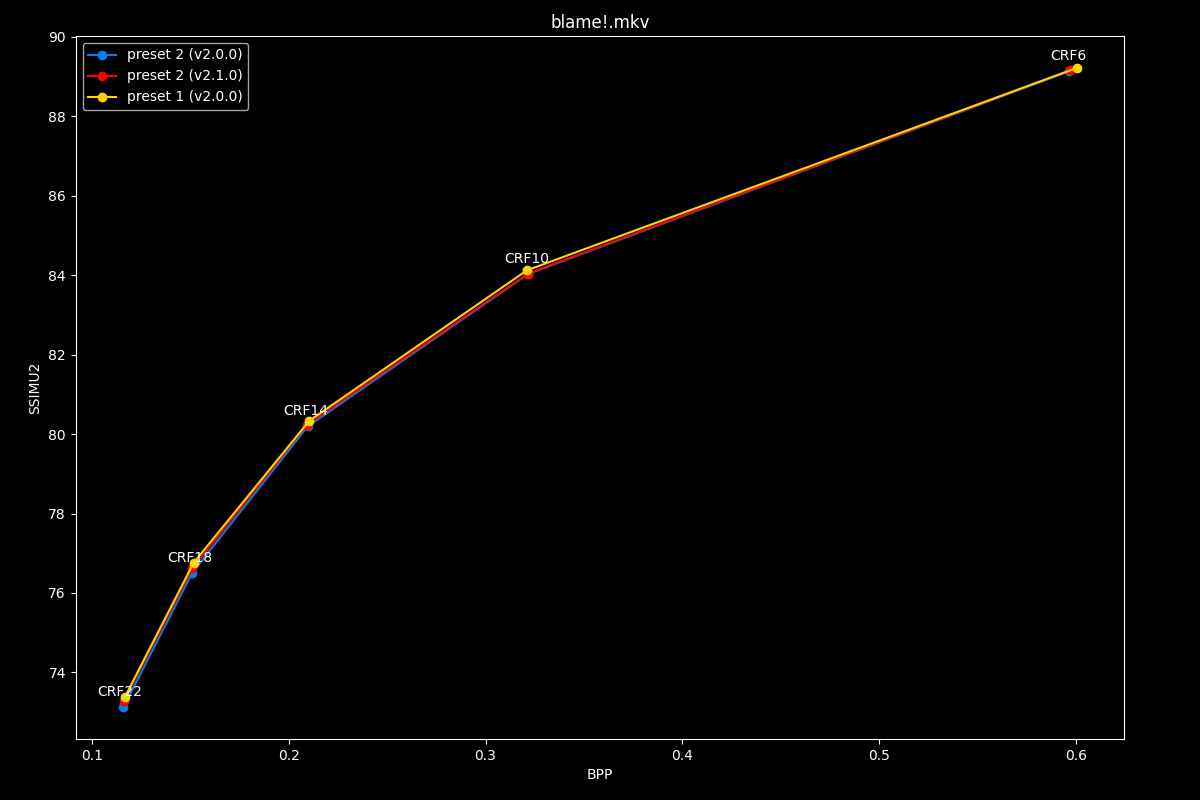 blame!.mkv
preset 2 (v2.0.0)
preset 2 (v2.1.0)
preset 1 (v2.0.0)
90
88
86
84
82
80
78
76
74
SSIMU2
CRF6
CRF10
CRF14
CRF18
CRF22
0.1 0.2 0.3 0.4 0.5 0.6
BPP